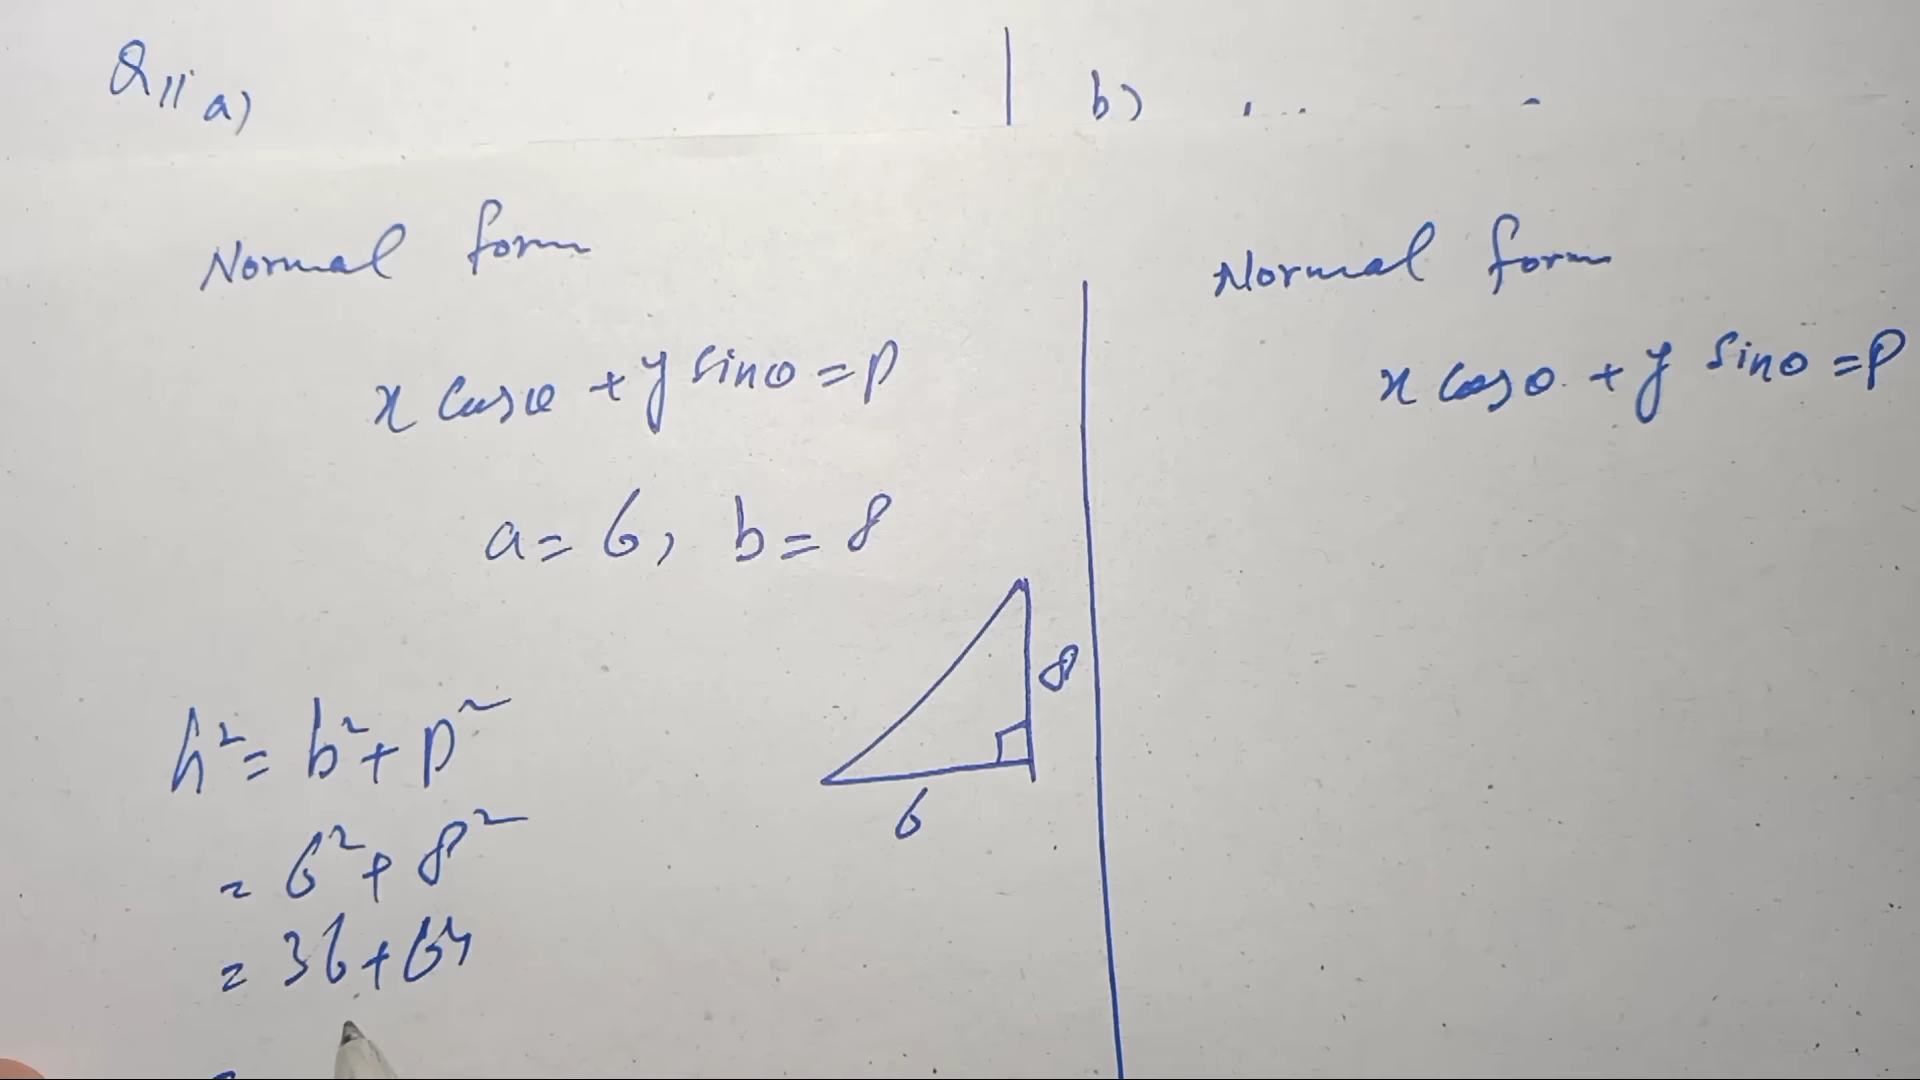 Q11 a)
Normal form
x cosθ + y sinθ = p
a = 6, b = 8
8
6
h² = b² + p²
= 6² + 8²
= 36 + 64
b) ....
Normal form
x cosθ + y sinθ = p